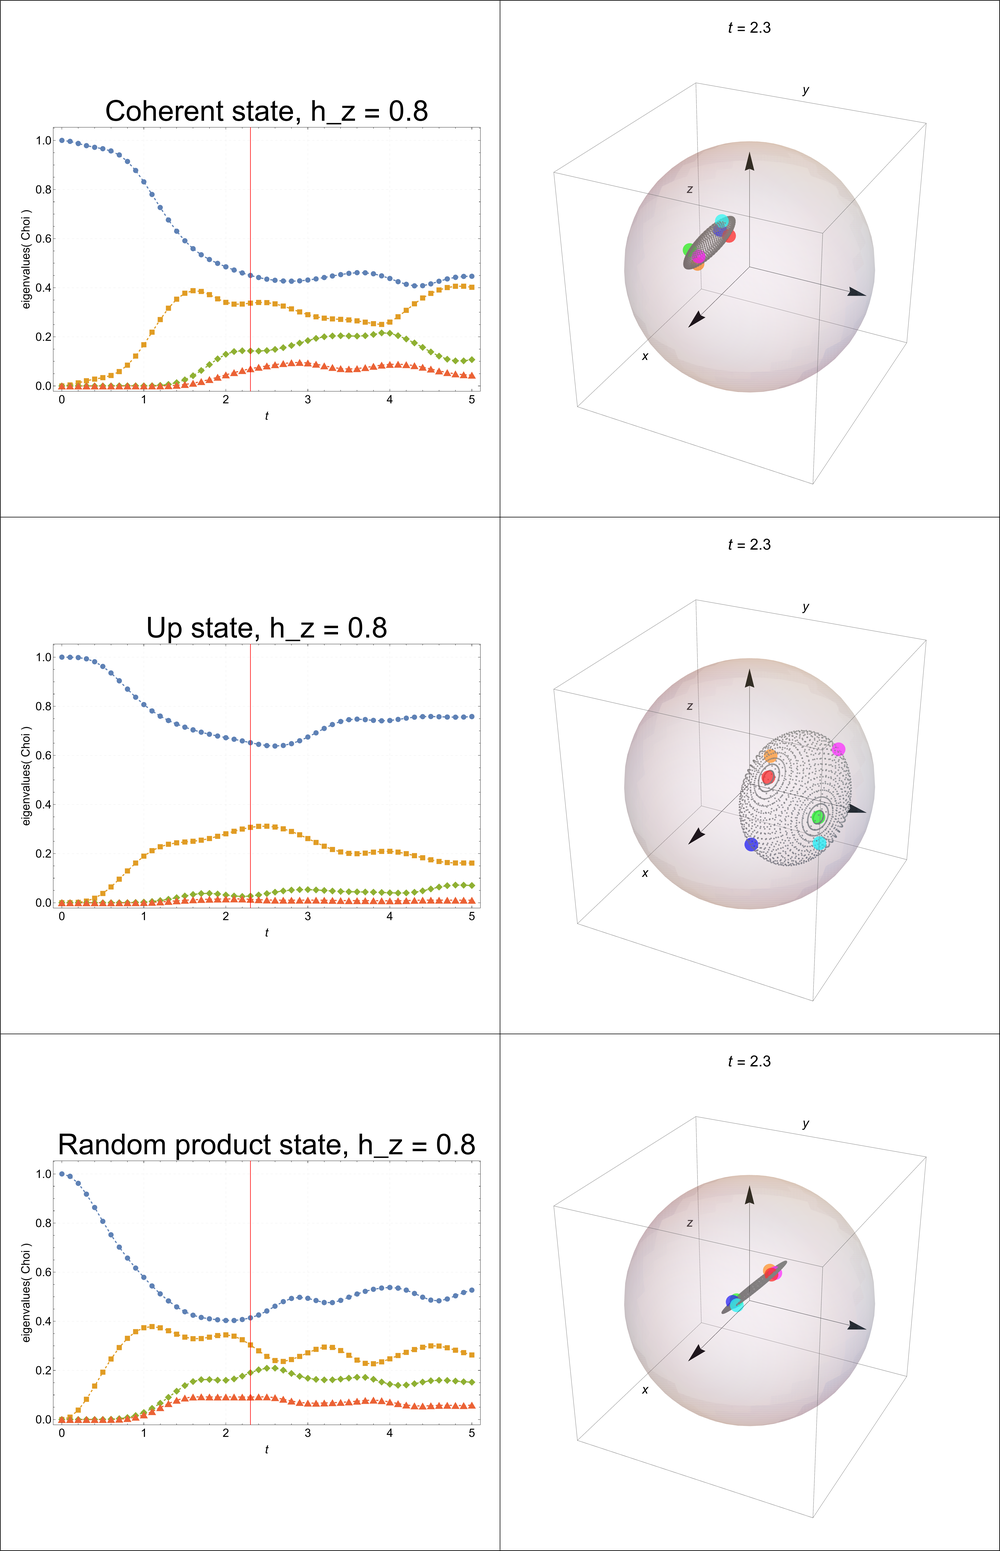 Coherent state, h_z = 0.8
eigenvalues( Choi )
1.0
0.8
0.6
0.4
0.2
0.0
0 1 2 3 4 5
t
t = 2.3
y
z
x
Up state, h_z = 0.8
eigenvalues( Choi )
1.0
0.8
0.6
0.4
0.2
0.0
0 1 2 3 4 5
t
t = 2.3
y
z
x
Random product state, h_z = 0.8
eigenvalues( Choi )
1.0
0.8
0.6
0.4
0.2
0.0
0 1 2 3 4 5
t
t = 2.3
y
z
x